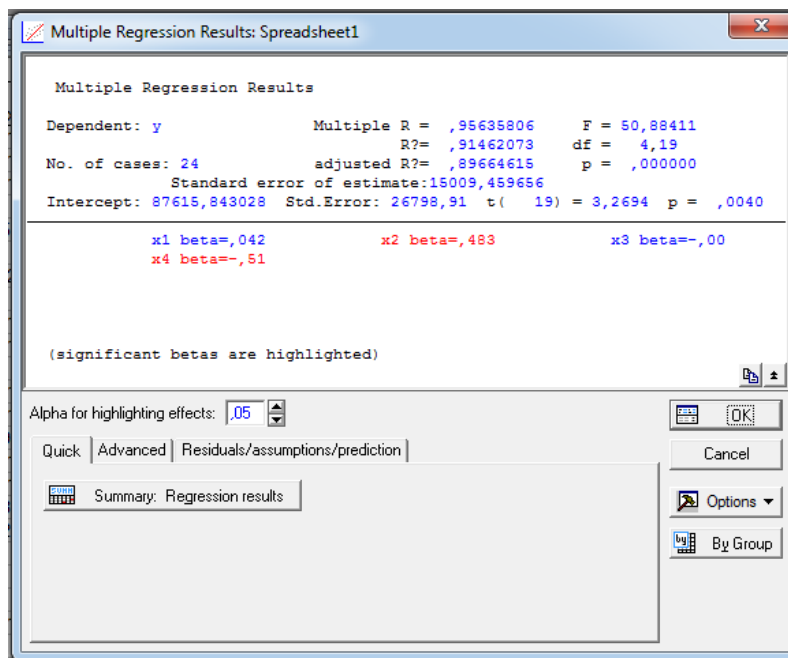 Multiple Regression Results: Spreadsheet1
Multiple Regression Results
Dependent: y Multiple R = ,95635806 F = 50,88411
R?= ,91462073 df = 4,19
No. of cases: 24 adjusted R?= ,89664615 p = ,000000
Standard error of estimate:15009,459656
Intercept: 87615,843028 Std.Error: 26798,91 t( 19) = 3,2694 p = ,0040
x1 beta=,042 x2 beta=,483 x3 beta=-,00
x4 beta=-,51
(significant betas are highlighted)
Alpha for highlighting effects: ,05
OK
Quick Advanced Residuals/assumptions/prediction
Cancel
SUMM Summary: Regression results
Options
By Group